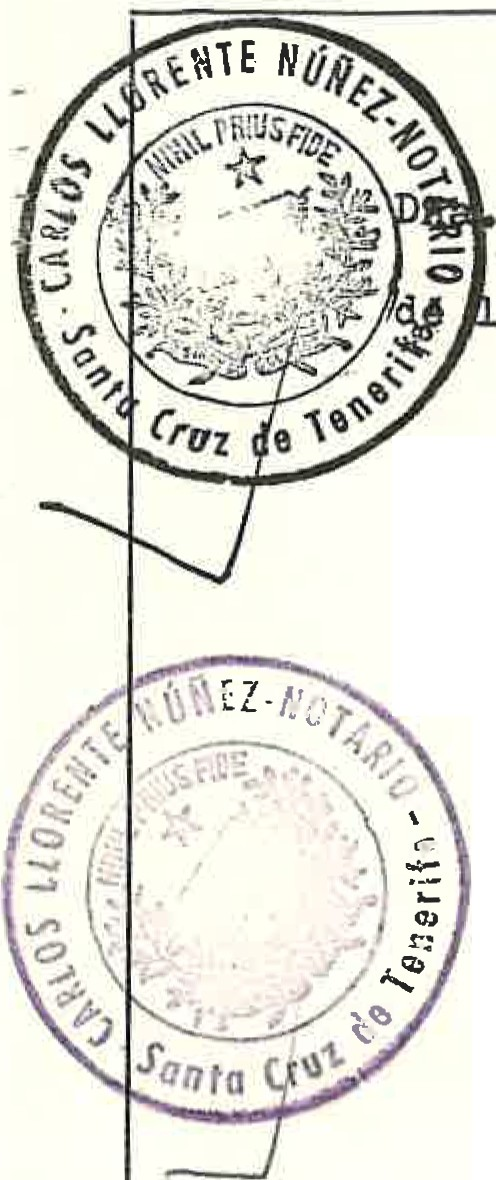 CARLOS LLORENTE NÚÑEZ-NOTARIO
Santa Cruz de Tenerife
NIHIL PRIUS FIDE
CARLOS LLORENTE NÚÑEZ-NOTARIO -
Santa Cruz de Tenerife
NIHIL PRIUS FIDE